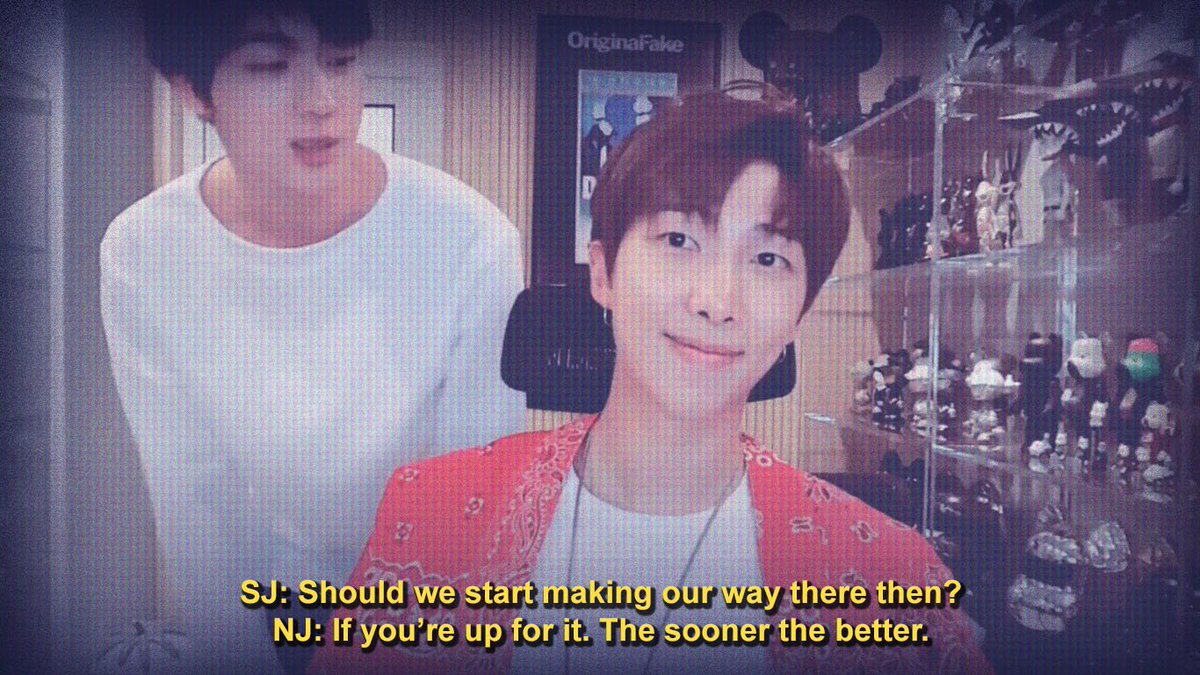 OriginalFake
SJ: Should we start making our way there then?
NJ: If you're up for it. The sooner the better.